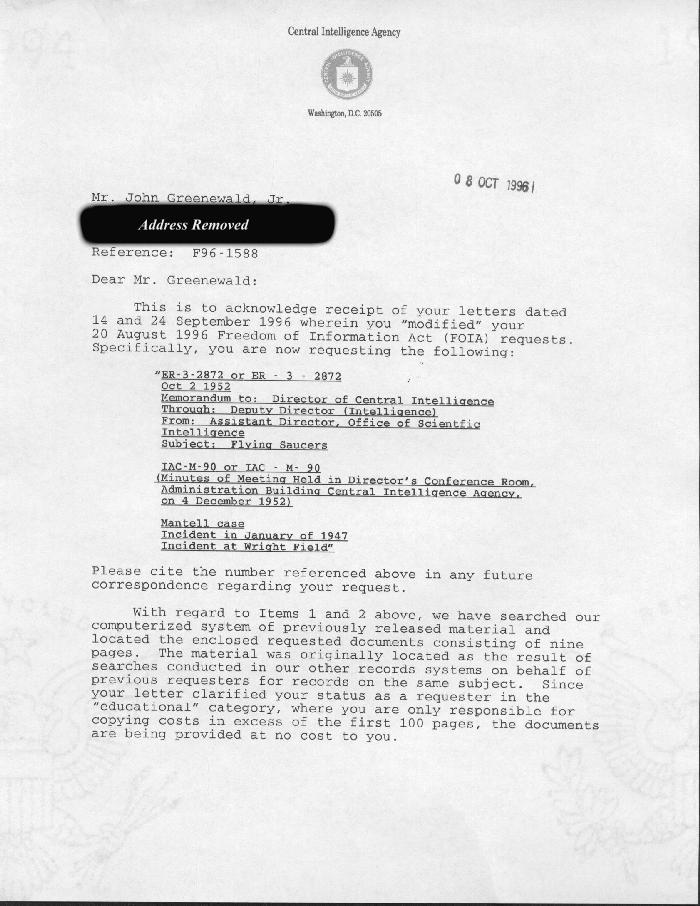 Central Intelligence Agency
Washington, D.C. 20505
08 OCT 1996
Mr. John Greenewald, Jr.
Address Removed
Reference: F96-1588
Dear Mr. Greenewald:
This is to acknowledge receipt of your letters dated
14 and 24 September 1996 wherein you "modified" your
20 August 1996 Freedom of Information Act (FOIA) requests.
Specifically, you are now requesting the following:
"ER-3-2872 or ER - 3 - 2872
Oct 2 1952
Memorandum to: Director of Central Intelligence
Through: Deputy Director (Intelligence)
From: Assistant Director, Office of Scientfic
Intelligence
Subject: Flying Saucers
IAC-M-90 or IAC - M- 90
(Minutes of Meeting Held in Director's Conference Room,
Administration Building Central Intelligence Agency,
on 4 December 1952)
Mantell case
Incident in January of 1947
Incident at Wright Field"
Please cite the number referenced above in any future
correspondence regarding your request.
With regard to Items 1 and 2 above, we have searched our
computerized system of previously released material and
located the enclosed requested documents consisting of nine
pages. The material was originally located as the result of
searches conducted in our other records systems on behalf of
previous requesters for records on the same subject. Since
your letter clarified your status as a requester in the
"educational" category, where you are only responsible for
copying costs in excess of the first 100 pages, the documents
are being provided at no cost to you.